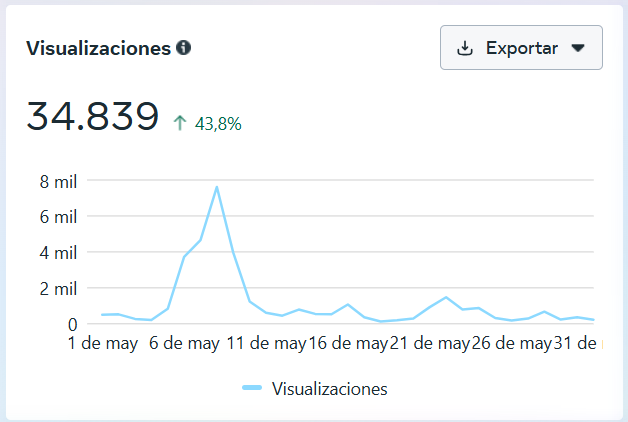 Visualizaciones
Exportar
34.839 ↑ 43,8%
8 mil
6 mil
4 mil
2 mil
0
1 de may 6 de may 11 de may 16 de may 21 de may 26 de may 31 de
Visualizaciones